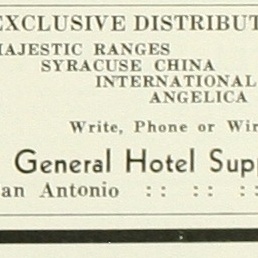 EXCLUSIVE DISTRIBUT
MAJESTIC RANGES
SYRACUSE CHINA
INTERNATIONAL
ANGELICA
Write, Phone or Wir
General Hotel Supp
an Antonio :: :: ::